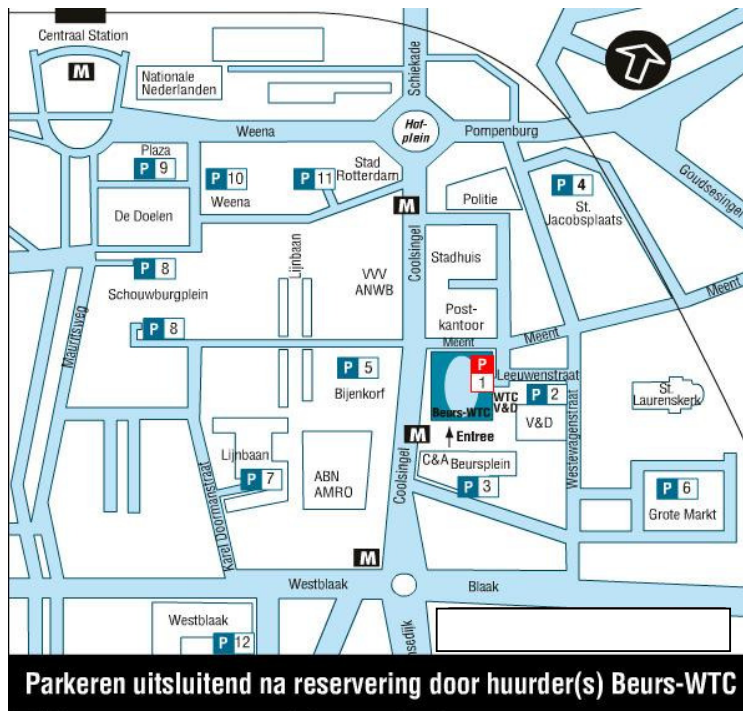 Centraal Station
M
Nationale
Nederlanden
Schiekade
Hof-
plein
Weena
Pompenburg
Goudsesingel
Plaza
P 9
P 10
Weena
P 11
Stad
Rotterdam
M
Politie
P 4
St.
Jacobsplaats
De Doelen
Coolsingel
Stadhuis
Lijnbaan
VVV
ANWB
P 8
Schouwburgplein
Mauritsweg
Post-
kantoor
Meent
Meent
Meent
P 8
P 5
Bijenkorf
P
1
Leeuwenstraat
WTC
V&D
P 2
V&D
Beurs-WTC
St.
Laurenskerk
Westewagenstraat
M
Entree
C&A
Beursplein
P 3
Lijnbaan
P 7
ABN
AMRO
Coolsingel
Karel Doormanstraat
P 6
Grote Markt
M
Westblaak
Blaak
Westblaak
P 12
nsedijk
Parkeren uitsluitend na reservering door huurder(s) Beurs-WTC